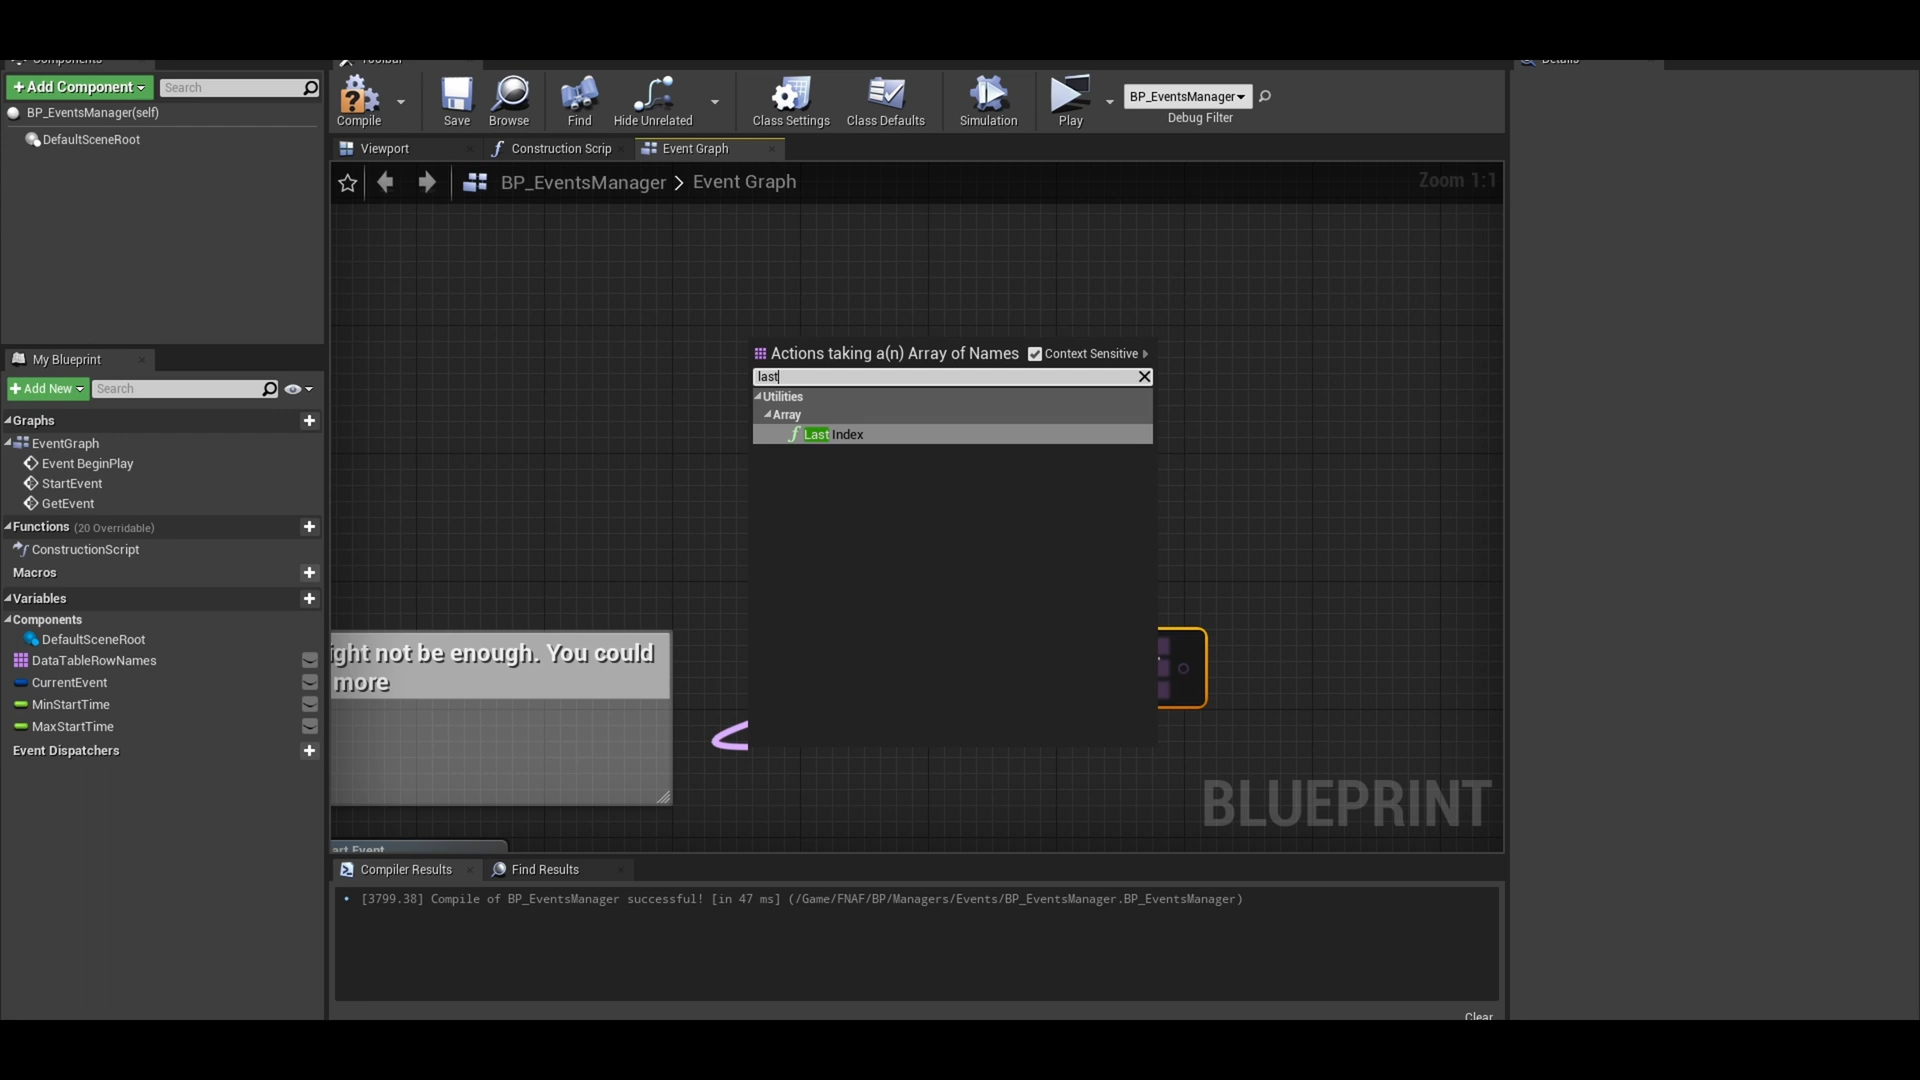 Components
Toolbar
Details
+Add Component
Search
BP_EventsManager(self)
DefaultSceneRoot
Compile
Save
Browse
Find
Hide Unrelated
Class Settings
Class Defaults
Simulation
Play
BP_EventsManager
Debug Filter
Viewport
Construction Scrip
Event Graph
BP_EventsManager > Event Graph
Zoom 1:1
My Blueprint
+Add New
Search
Graphs
EventGraph
Event BeginPlay
StartEvent
GetEvent
Functions (20 Overridable)
ConstructionScript
Macros
Variables
Components
DefaultSceneRoot
DataTableRowNames
CurrentEvent
MinStartTime
MaxStartTime
Event Dispatchers
Actions taking a(n) Array of Names
Context Sensitive
last
Utilities
Array
Last Index
ight not be enough. You could
more
art Event
BLUEPRINT
Compiler Results
Find Results
[3799.38] Compile of BP_EventsManager successful! [in 47 ms] (/Game/FNAF/BP/Managers/Events/BP_EventsManager.BP_EventsManager)
Clear